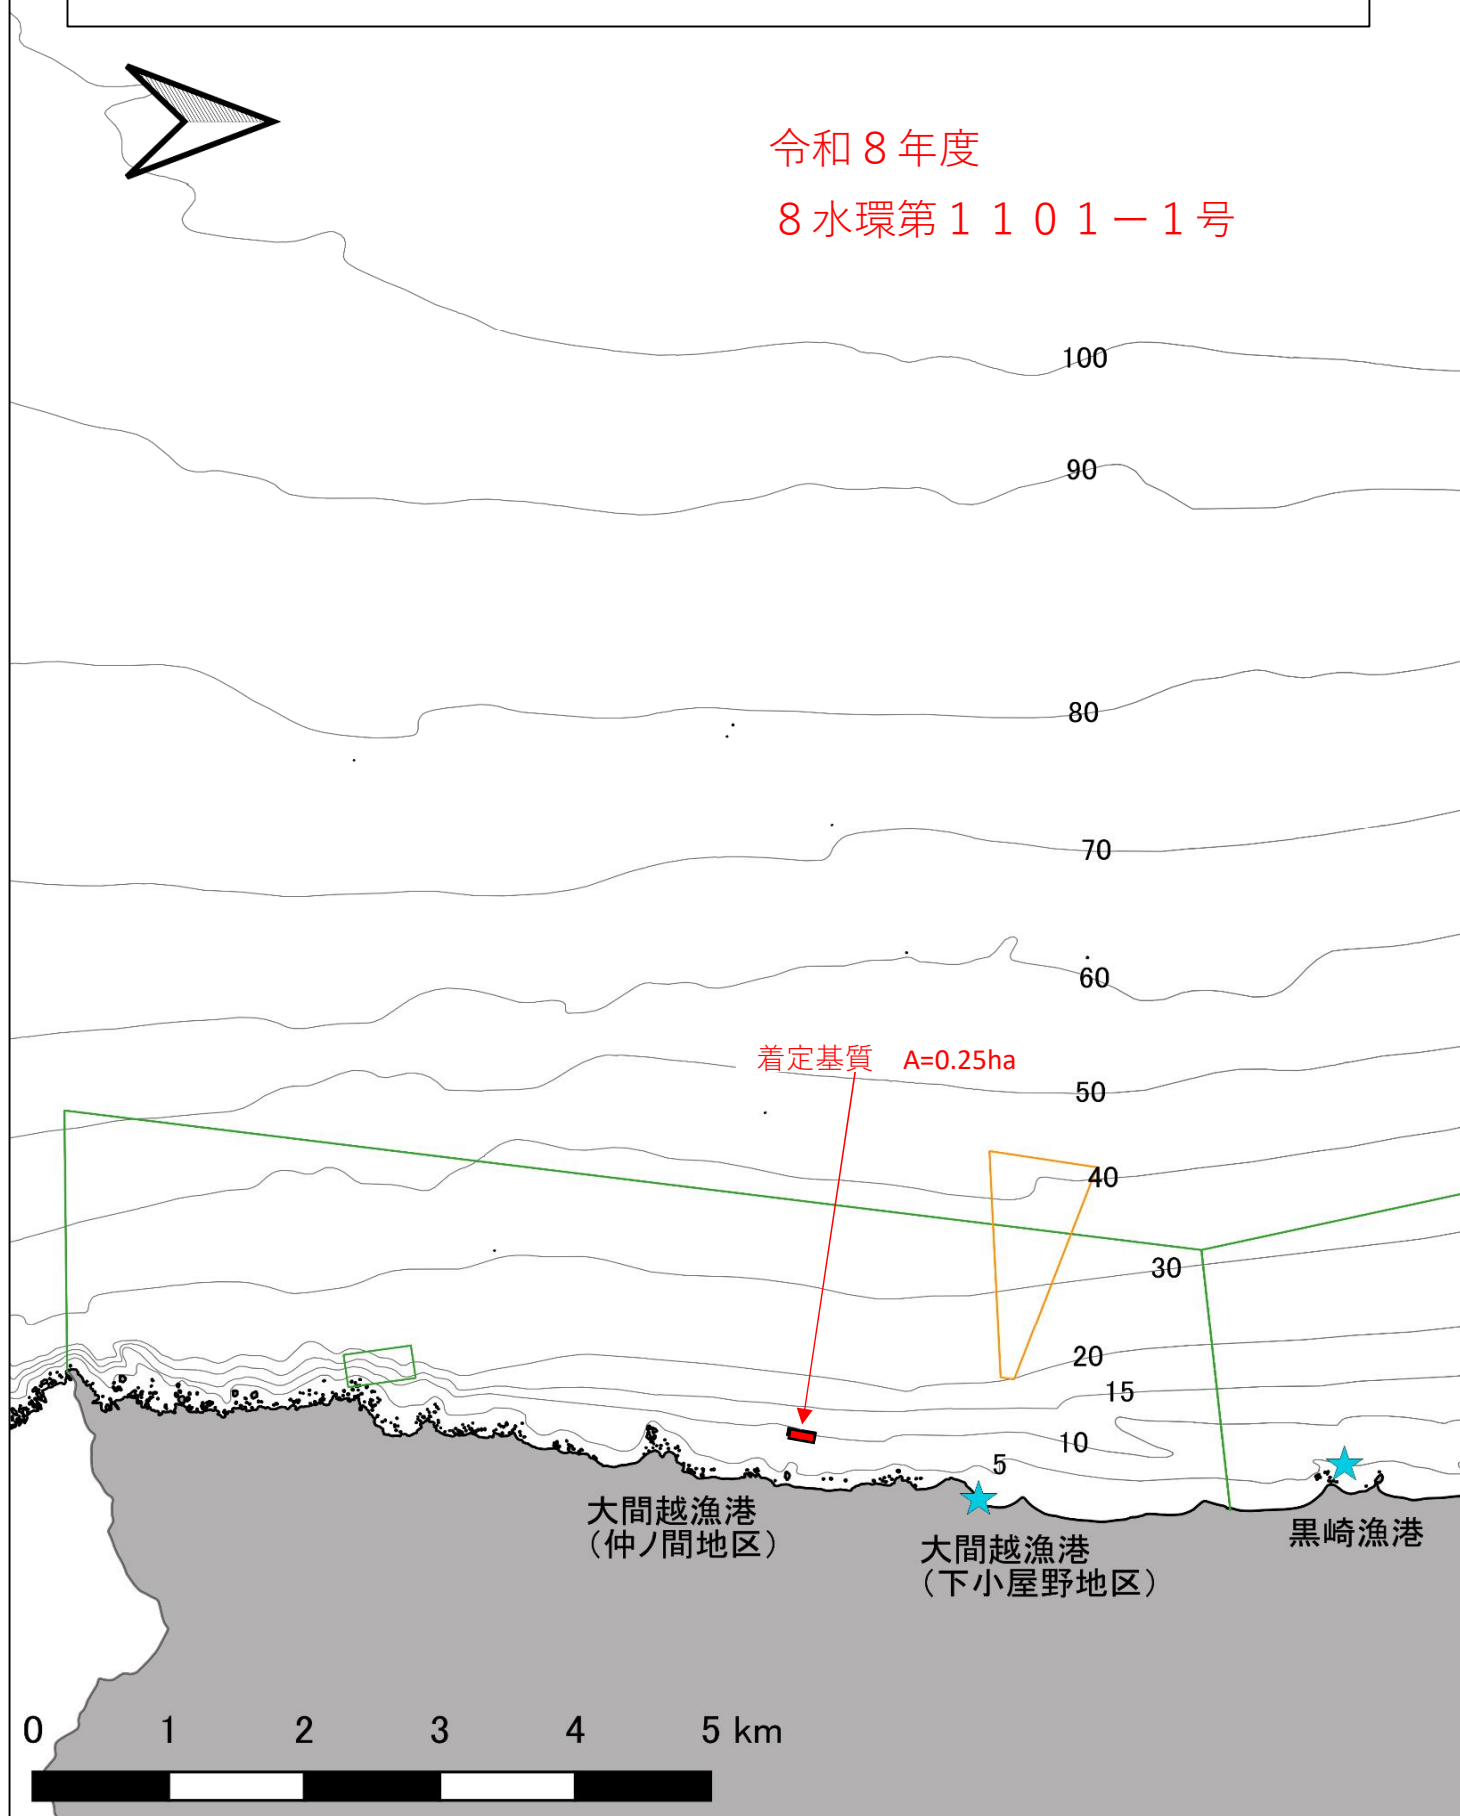 令和８年度
８水環第１１０１－１号
100
90
80
70
60
着定基質　A=0.25ha
50
40
30
20
15
10
5
大間越漁港
（仲ノ間地区）
大間越漁港
（下小屋野地区）
黒崎漁港
0 1 2 3 4 5 km